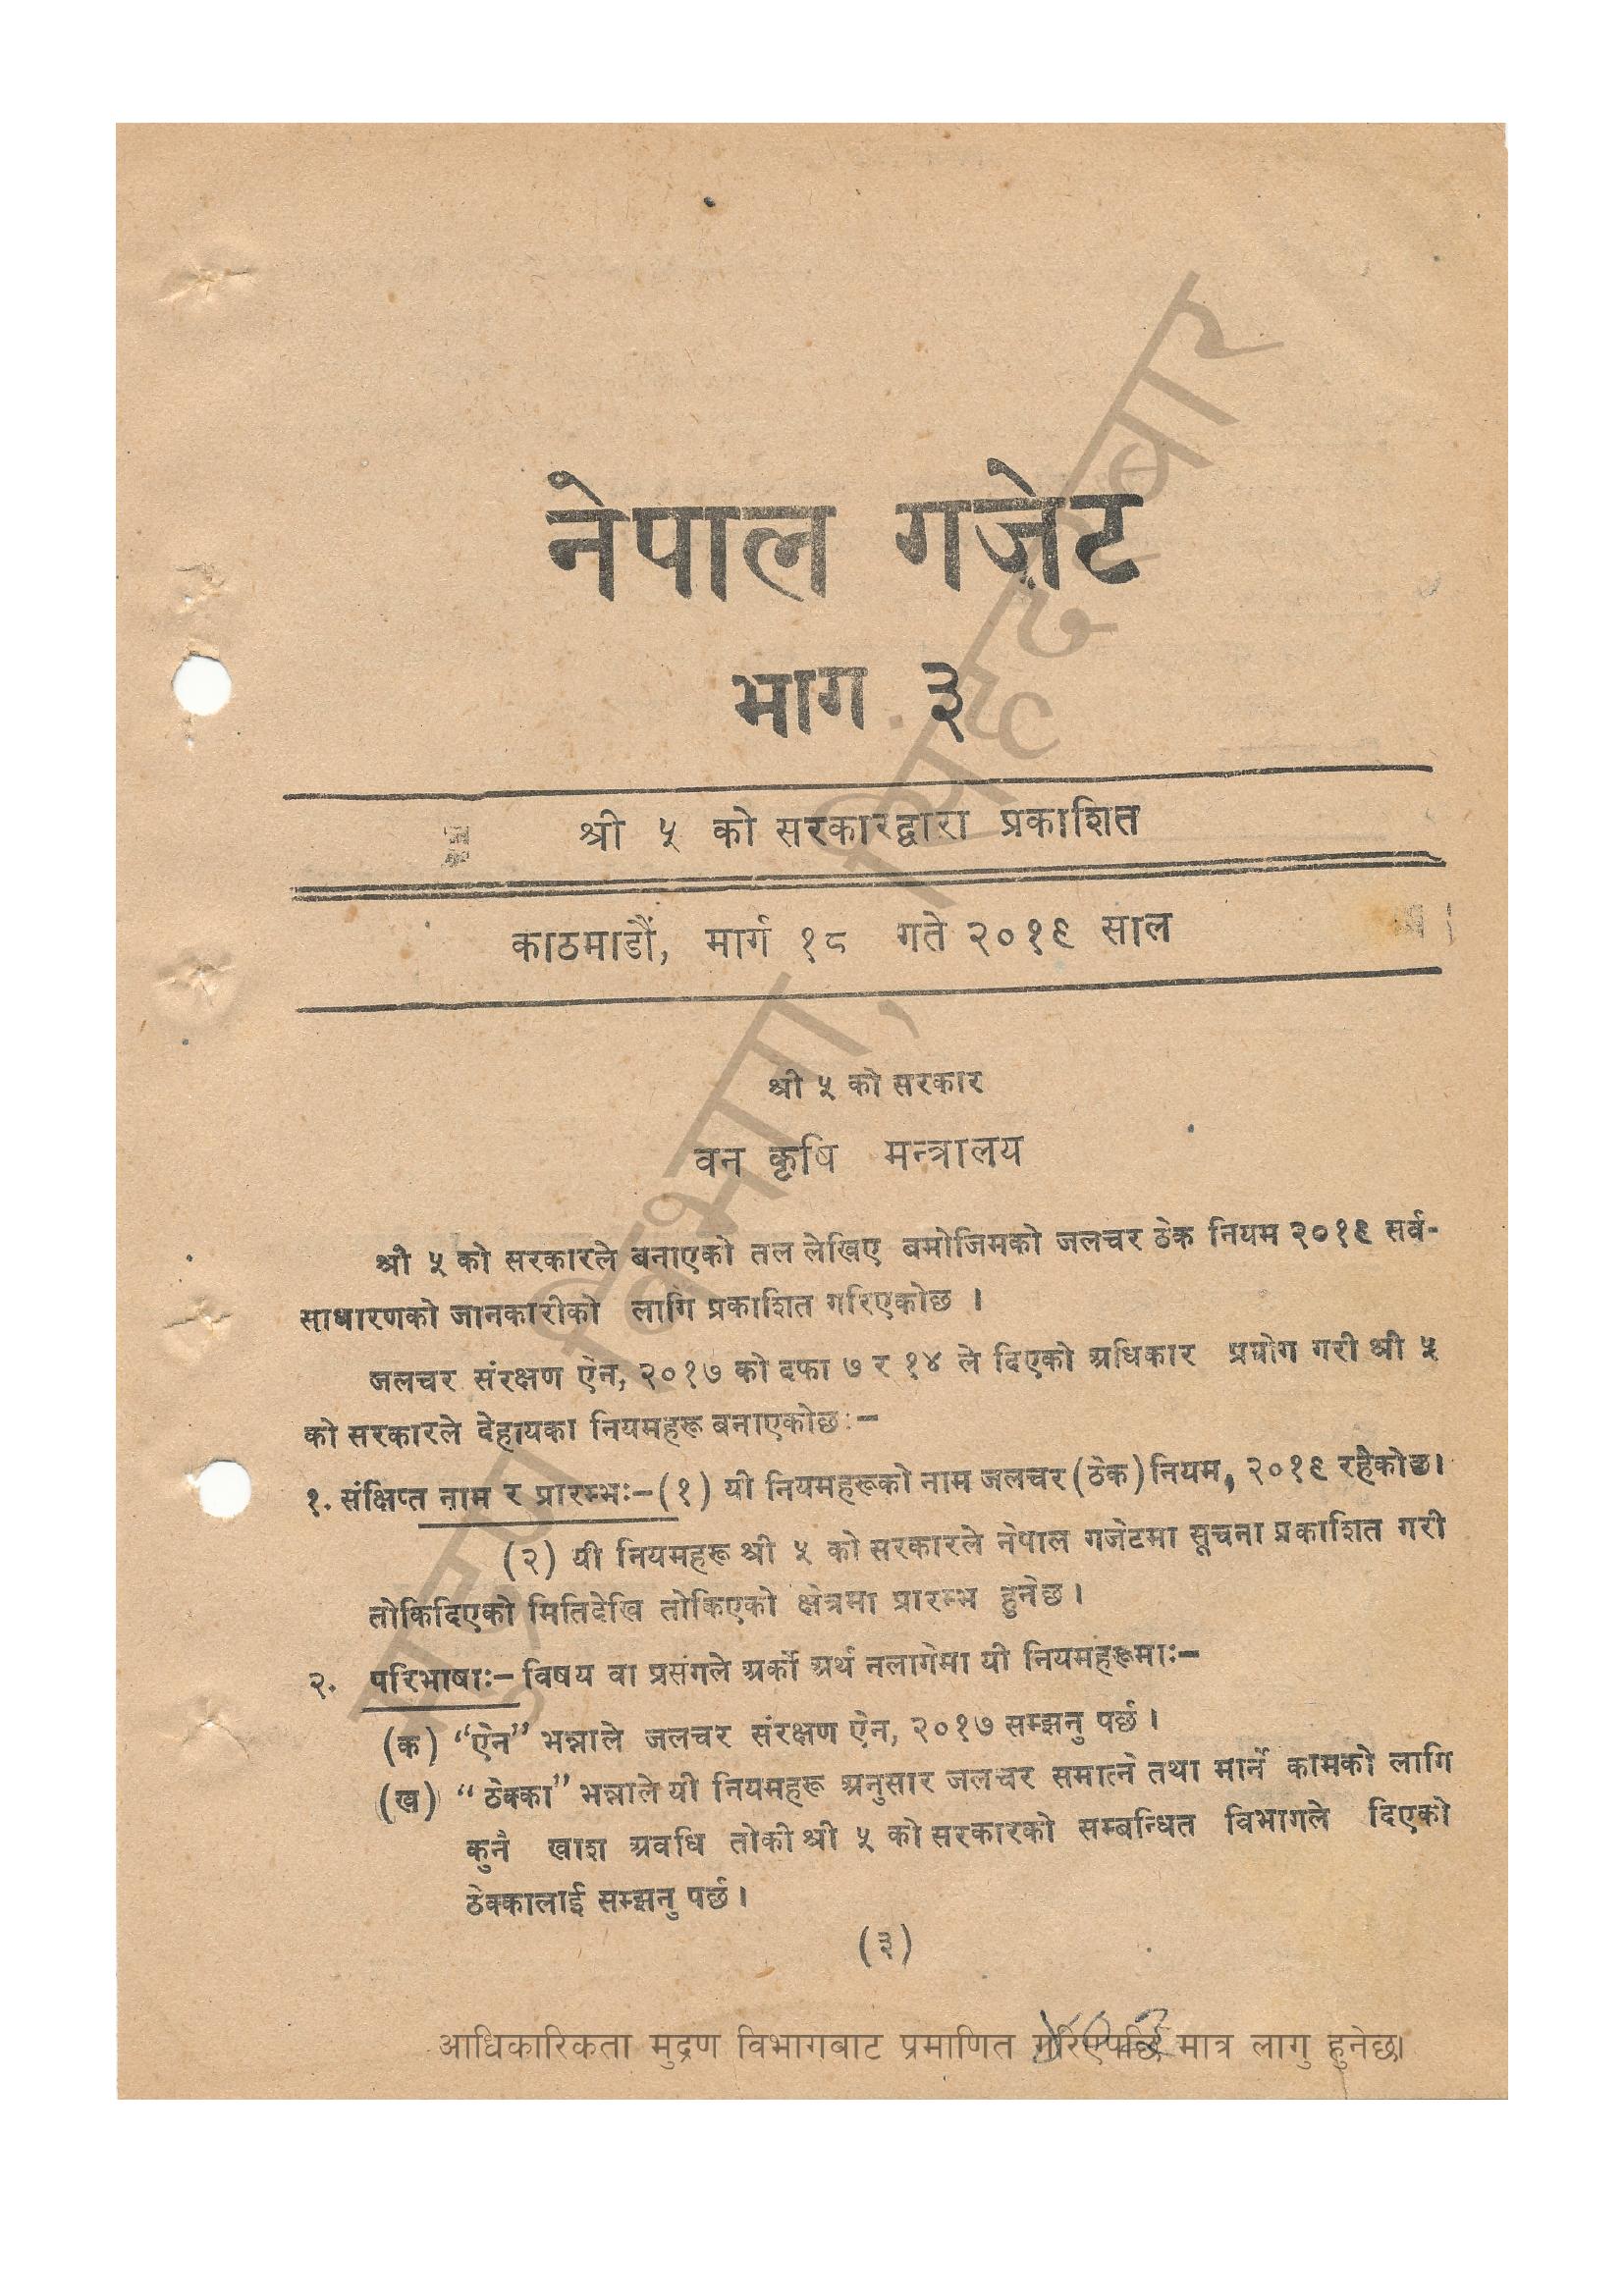 नेपाल गजेट
भाग ३
श्री ५ को सरकारद्वारा प्रकाशित
काठमाडौं, मार्ग १८ गते २०१९ साल
श्री ५ को सरकार
वन कृषि मन्त्रालय
श्री ५ को सरकारले बनाएको तल लेखिए बमोजिमको जलचर ठेक नियम २०१९ सर्व-
साधारणको जानकारीको लागि प्रकाशित गरिएकोछ ।
जलचर संरक्षण ऐन, २०१७ को दफा ७ र १४ ले दिएको अधिकार प्रयोग गरी श्री ५
को सरकारले देहायका नियमहरू बनाएकोछ:–
१. संक्षिप्त नाम र प्रारम्भः–(१) यी नियमहरूको नाम जलचर (ठेक) नियम, २०१९ रहेकोछ।
(२) यी नियमहरू श्री ५ को सरकारले नेपाल गजेटमा सूचना प्रकाशित गरी
तोकिदिएको मितिदेखि तोकिएको क्षेत्रमा प्रारम्भ हुनेछ ।
२. परिभाषाः– विषय वा प्रसंगले अर्को अर्थ नलागेमा यी नियमहरूमाः–
(क) “ऐन” भन्नाले जलचर संरक्षण ऐन, २०१७ सम्झनु पर्छ ।
(ख) “ठेक्का” भन्नाले यी नियमहरू अनुसार जलचर समात्ने तथा मार्ने कामको लागि
कुनै खाश अवधि तोकी श्री ५ को सरकारको सम्बन्धित विभागले दिएको
ठेक्कालाई सम्झनु पर्छ ।
(३)
आधिकारिकता मुद्रण विभागबाट प्रमाणित गरिएपछि मात्र लागु हुनेछ।
मुद्रण विभाग, सिंहदरबार